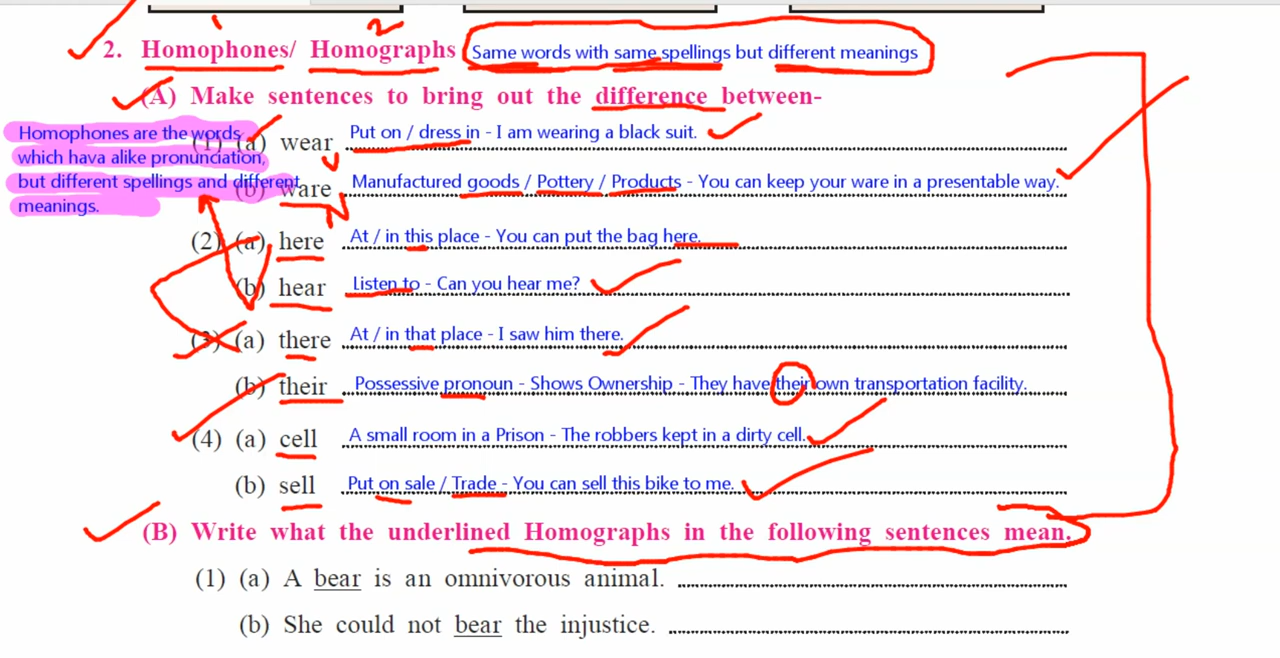 1 2
2. Homophones/ Homographs Same words with same spellings but different meanings
(A) Make sentences to bring out the difference between-
Homophones are the words
which hava alike pronunciation,
but different spellings and different
meanings.
(1) (a) wear Put on / dress in - I am wearing a black suit.
(b) ware Manufactured goods / Pottery / Products - You can keep your ware in a presentable way.
N
(2) (a) here At / in this place - You can put the bag here.
(b) hear Listen to - Can you hear me?
(3) (a) there At / in that place - I saw him there.
(b) their Possessive pronoun - Shows Ownership - They have their own transportation facility.
(4) (a) cell A small room in a Prison - The robbers kept in a dirty cell.
(b) sell Put on sale / Trade - You can sell this bike to me.
(B) Write what the underlined Homographs in the following sentences mean.
(1) (a) A bear is an omnivorous animal.
(b) She could not bear the injustice.